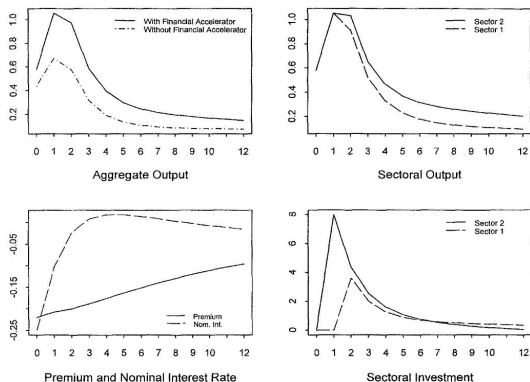 With Financial Accelerator
Without Financial Accelerator
1.0
0.8
0.6
0.4
0.2
0 1 2 3 4 5 6 7 8 9 10 12
Aggregate Output
Sector 2
Sector 1
1.0
0.8
0.6
0.4
0.2
0 1 2 3 4 5 6 7 8 9 10 12
Sectoral Output
-0.05
-0.15
-0.25
Premium
Nom. Int.
0 1 2 3 4 5 6 7 8 9 10 12
Premium and Nominal Interest Rate
Sector 2
Sector 1
8
6
4
2
0
0 1 2 3 4 5 6 7 8 9 10 12
Sectoral Investment